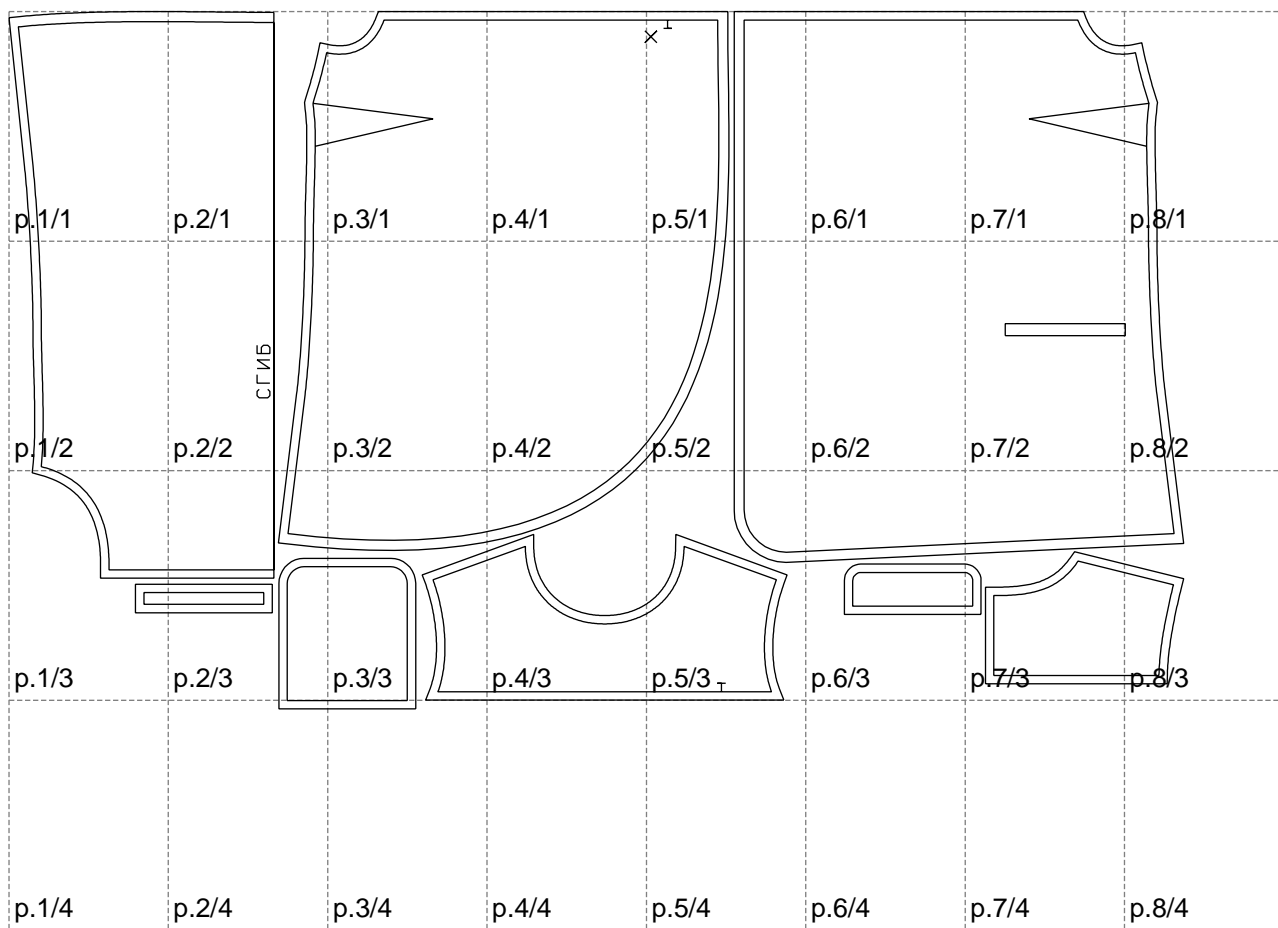 p.1/1 p.2/1 p.3/1 p.4/1 p.5/1 p.6/1 p.7/1 p.8/1
СГИБ
p.1/2 p.2/2 p.3/2 p.4/2 p.5/2 p.6/2 p.7/2 p.8/2
p.1/3 p.2/3 p.3/3 p.4/3 p.5/3 p.6/3 p.7/3 p.8/3
p.1/4 p.2/4 p.3/4 p.4/4 p.5/4 p.6/4 p.7/4 p.8/4